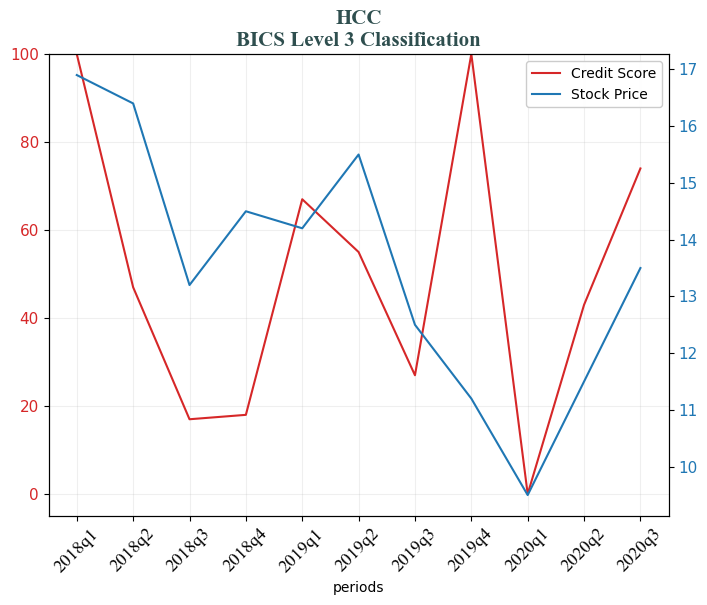 HCC
BICS Level 3 Classification
Credit Score
Stock Price
100
80
60
40
20
0
17
16
15
14
13
12
11
10
2018q1
2018q2
2018q3
2018q4
2019q1
2019q2
2019q3
2019q4
2020q1
2020q2
2020q3
periods